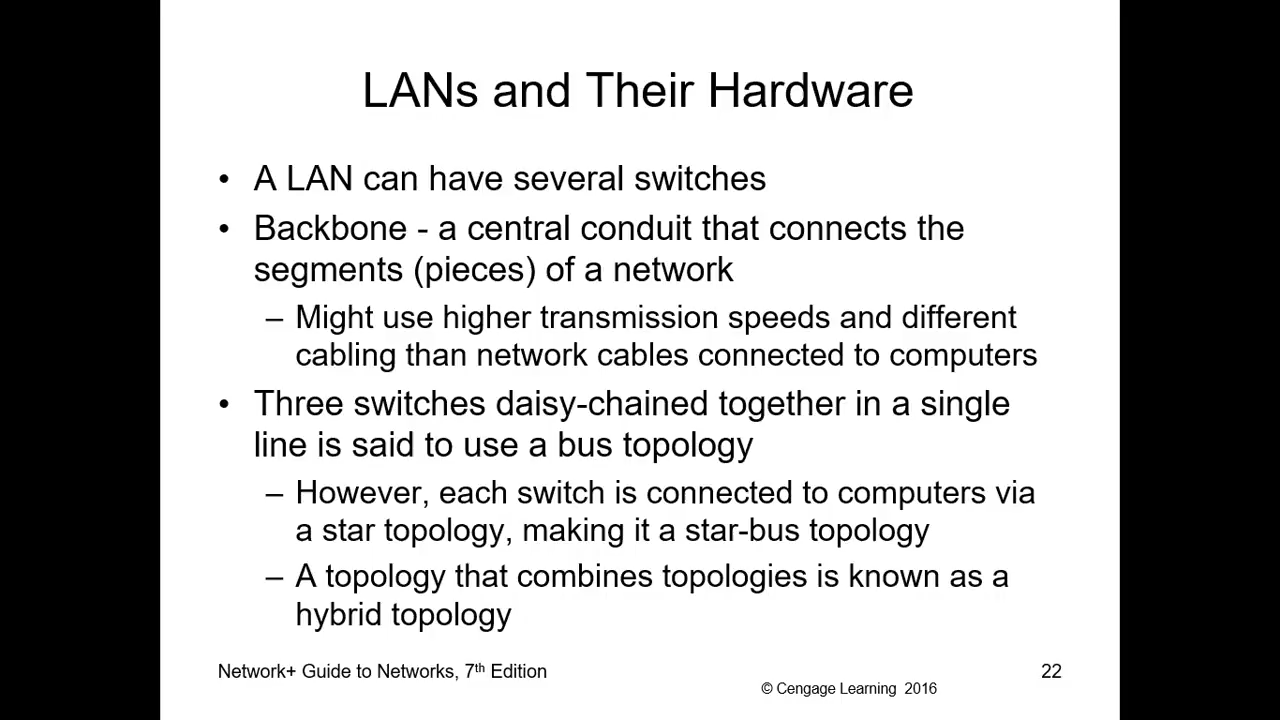 LANs and Their Hardware
• A LAN can have several switches
• Backbone - a central conduit that connects the
segments (pieces) of a network
– Might use higher transmission speeds and different
cabling than network cables connected to computers
• Three switches daisy-chained together in a single
line is said to use a bus topology
– However, each switch is connected to computers via
a star topology, making it a star-bus topology
– A topology that combines topologies is known as a
hybrid topology
Network+ Guide to Networks, 7th Edition
22
© Cengage Learning 2016